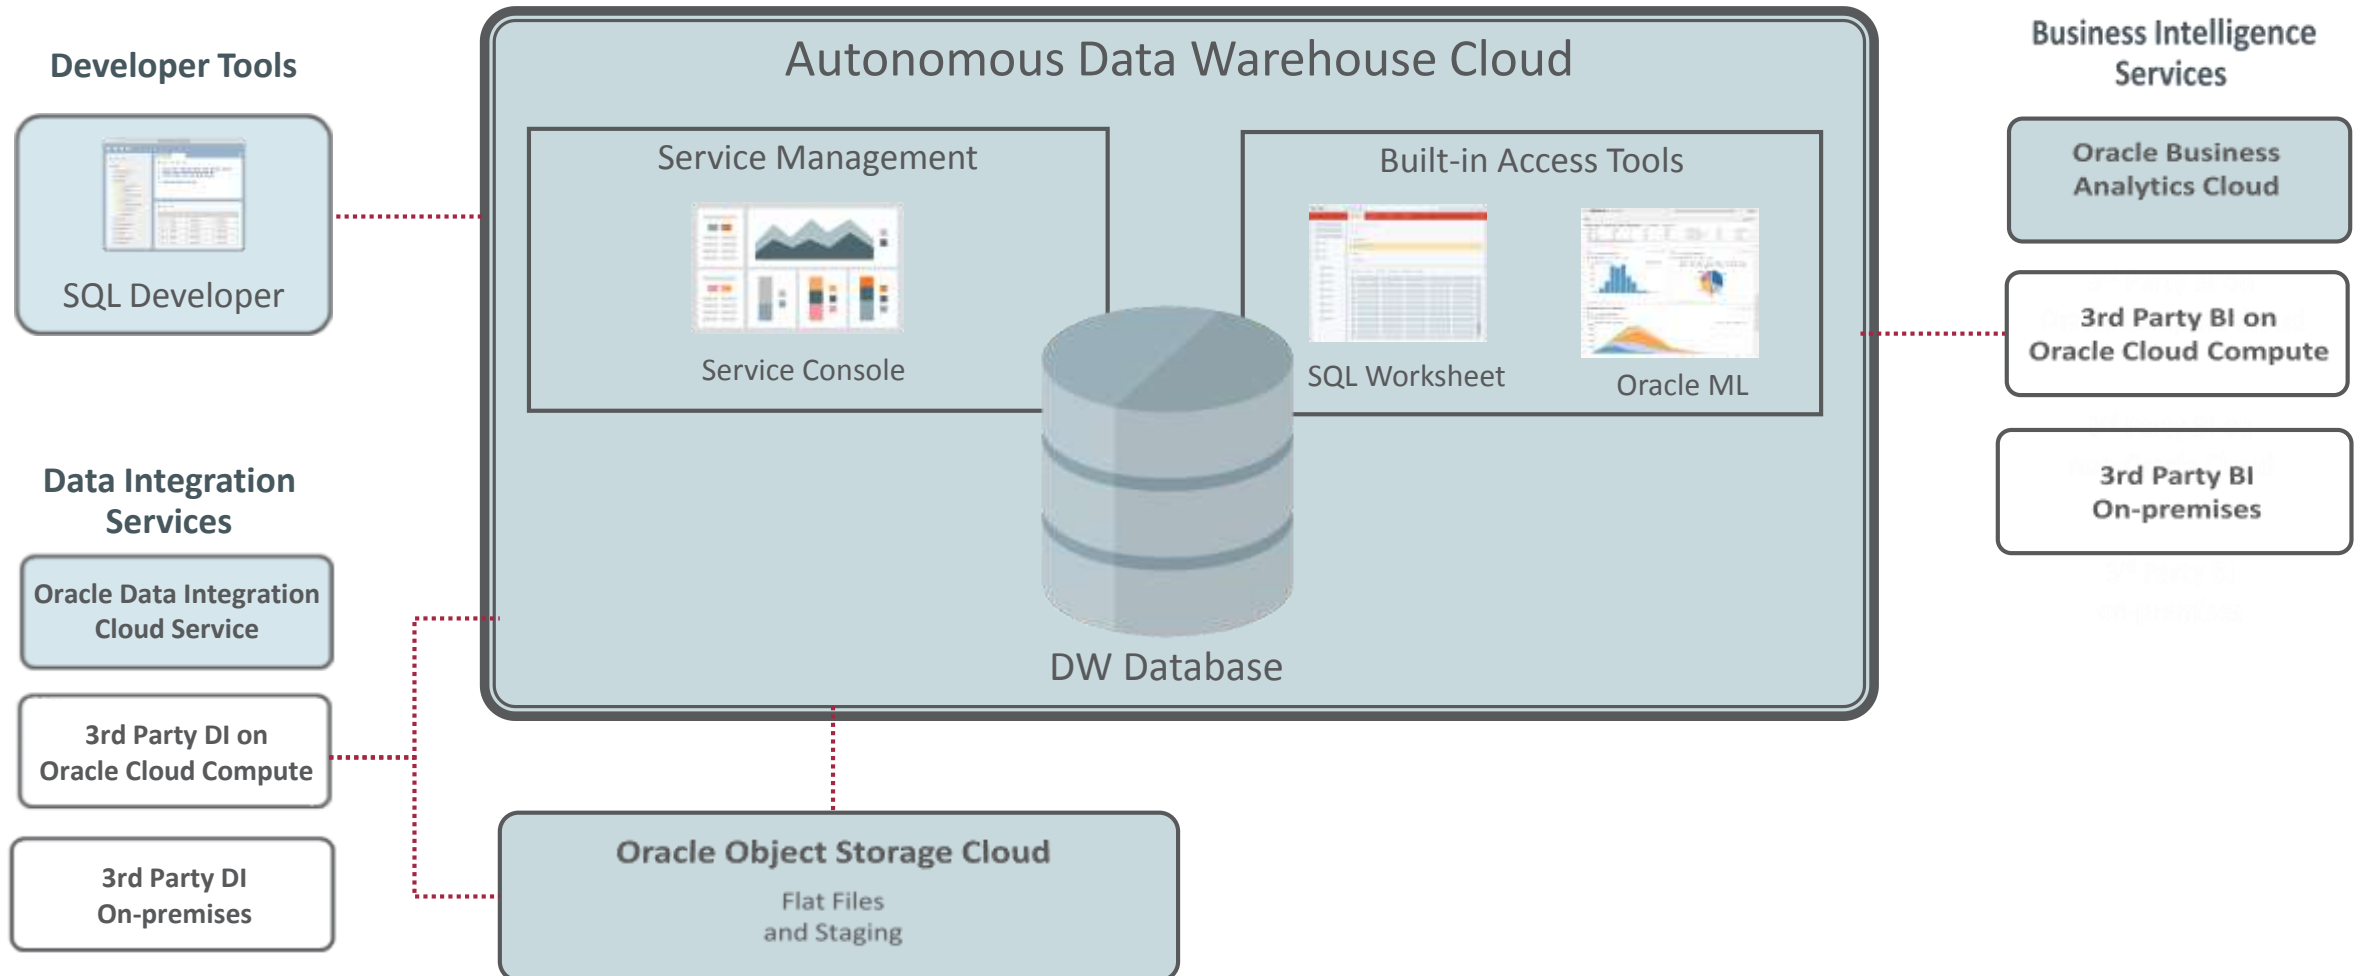 Autonomous Data Warehouse Cloud
Developer Tools
SQL Developer
Service Management
Service Console
Built-in Access Tools
SQL Worksheet
Oracle ML
DW Database
Business Intelligence
Services
Oracle Business
Analytics Cloud
3rd Party BI on
Oracle Cloud Compute
3rd Party BI
On-premises
Data Integration
Services
Oracle Data Integration
Cloud Service
3rd Party DI on
Oracle Cloud Compute
3rd Party DI
On-premises
Oracle Object Storage Cloud
Flat Files
and Staging